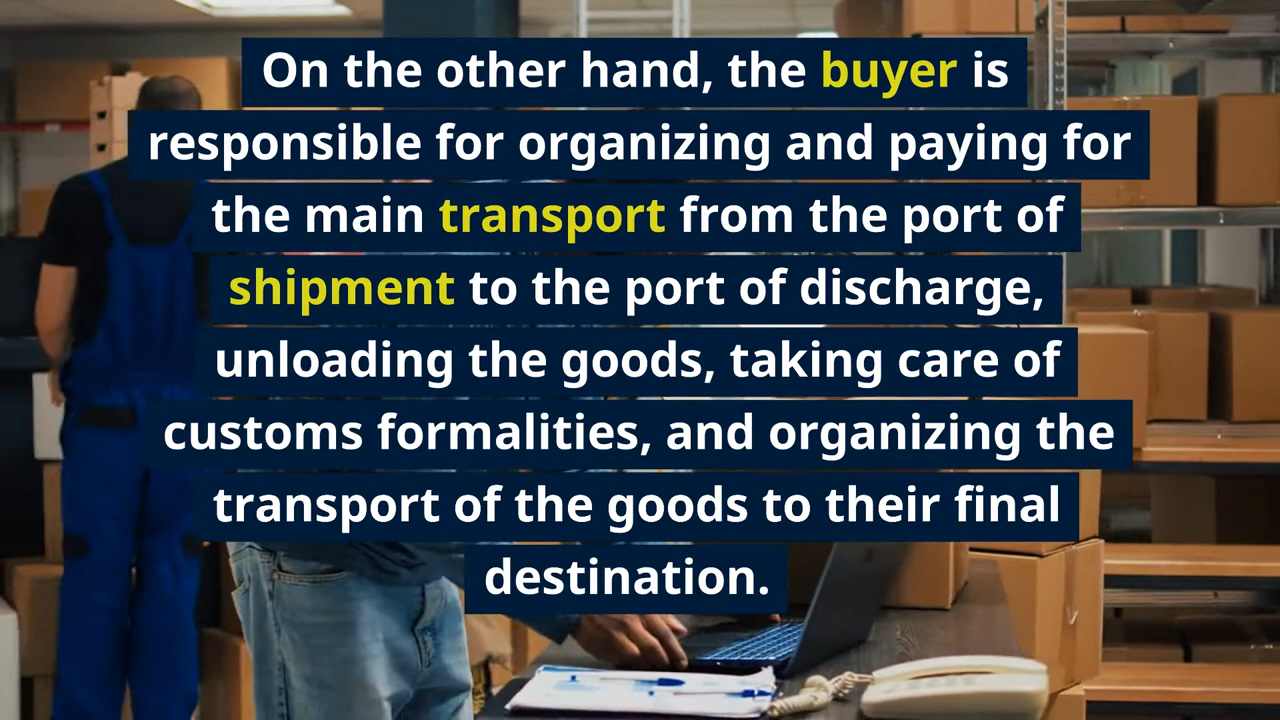 On the other hand, the buyer is
responsible for organizing and paying for
the main transport from the port of
shipment to the port of discharge,
unloading the goods, taking care of
customs formalities, and organizing the
transport of the goods to their final
destination.